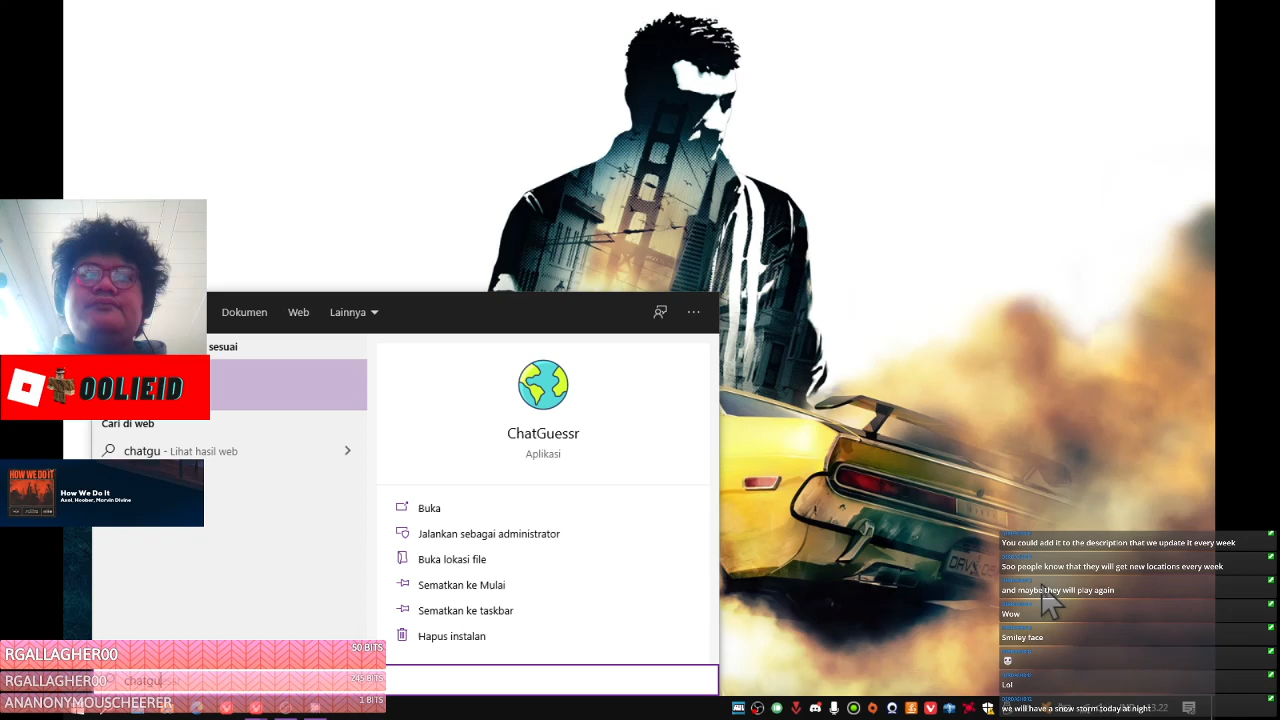 Dokumen Web Lainnya
sesuai
Cari di web
chatgu - Lihat hasil web
ChatGuessr
Aplikasi
Buka
Jalankan sebagai administrator
Buka lokasi file
Sematkan ke Mulai
Sematkan ke taskbar
Hapus instalan
OOLIEID
HOW WE DO IT
How We Do It
Axel, Hoober, Marvin Divine
You could add it to the description that we update it every week
Soo people know that they will get new locations every week
and maybe they will play again
Wow
Smiley face
Lol
we will have a snow storm today at night
RGALLAGHER00 50 BITS
RGALLAGHER00 245 BITS
chatgu
ANANONYMOUSCHEERER 1 BITS